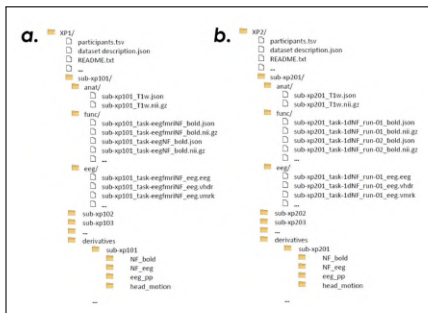 a.
XP1/
participants.tsv
dataset description.json
README.txt
...
sub-xp101/
anat/
sub-xp101_T1w.json
sub-xp101_T1w.nii.gz
func/
sub-xp101_task-eegfmriNF_bold.json
sub-xp101_task-eegfmriNF_bold.nii.gz
sub-xp101_task-eegNF_bold.json
sub-xp101_task-eegNF_bold.nii.gz
...
eeg/
sub-xp101_task-eegfmriNF_eeg.eeg
sub-xp101_task-eegfmriNF_eeg.vhdr
sub-xp101_task-eegfmriNF_eeg.vmrk
...
sub-xp102
sub-xp103
...
derivatives
sub-xp101
NF_bold
NF_eeg
eeg_pp
head_motion
...
b.
XP2/
participants.tsv
dataset description.json
README.txt
...
sub-xp201/
anat/
sub-xp201_T1w.json
sub-xp201_T1w.nii.gz
func/
sub-xp201_task-1dNF_run-01_bold.json
sub-xp201_task-1dNF_run-01_bold.nii.gz
sub-xp201_task-1dNF_run-02_bold.json
sub-xp201_task-1dNF_run-02_bold.nii.gz
...
eeg/
sub-xp201_task-1dNF_run-01_eeg.eeg
sub-xp201_task-1dNF_run-01_eeg.vhdr
sub-xp201_task-1dNF_run-01_eeg.vmrk
...
sub-xp202
sub-xp203
...
derivatives
sub-xp201
NF_bold
NF_eeg
eeg_pp
head_motion
...